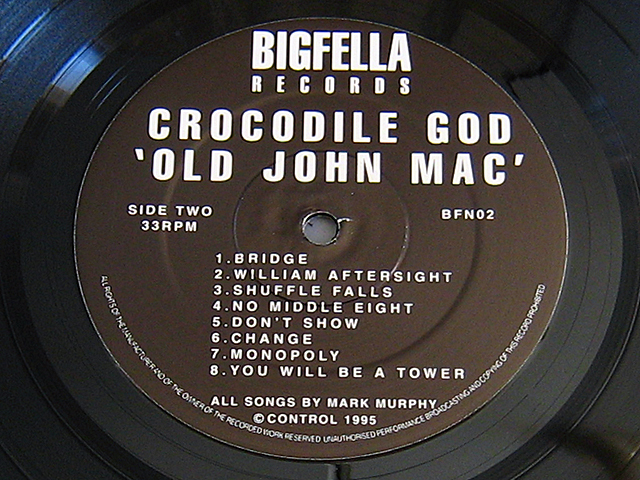 BIGFELLA
RECORDS
CROCODILE GOD
'OLD JOHN MAC'
SIDE TWO
33RPM
BFN02
1.BRIDGE
2.WILLIAM AFTERSIGHT
3.SHUFFLE FALLS
4.NO MIDDLE EIGHT
5.DON'T SHOW
6.CHANGE
7.MONOPOLY
8.YOU WILL BE A TOWER
ALL SONGS BY MARK MURPHY
©CONTROL 1995
ALL RIGHTS OF THE MANUFACTURER AND OF THE OWNER OF THE RECORDED WORK RESERVED UNAUTHORISED PERFORMANCE BROADCASTING AND COPYING OF THIS RECORD PROHIBITED